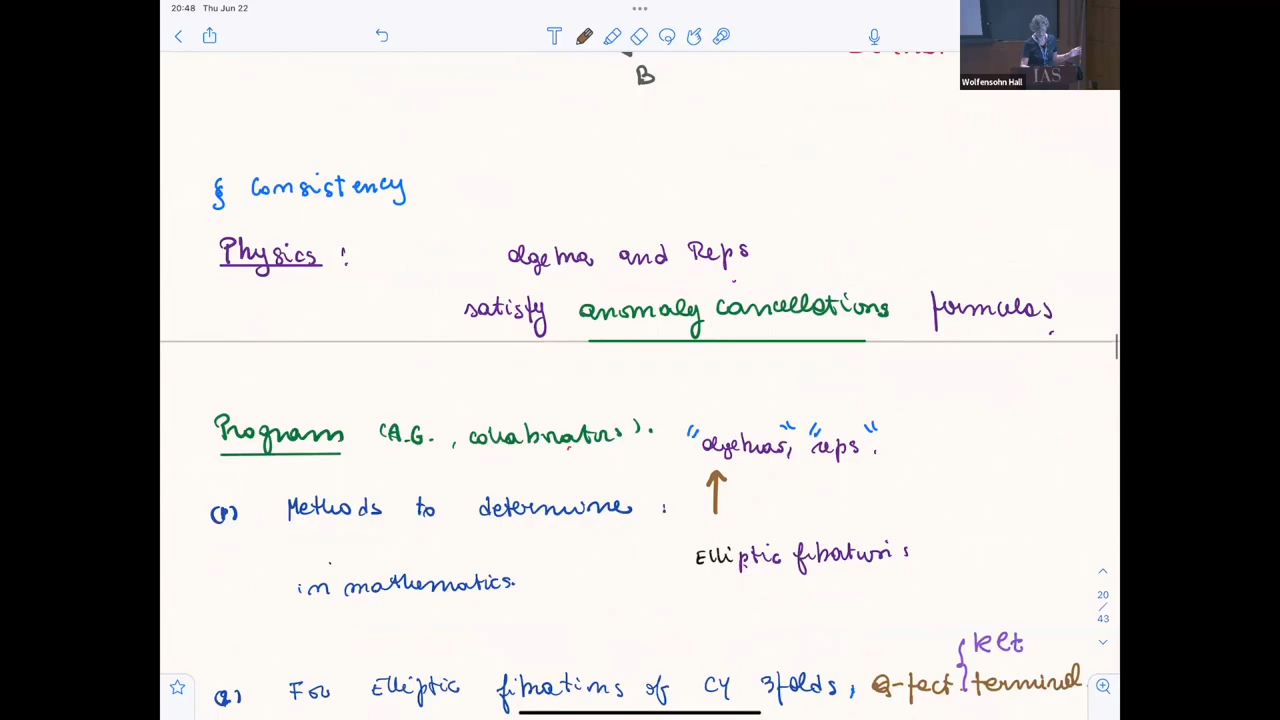 20:48 Thu Jun 22
IAS
Wolfensohn Hall
B
§ Consistency
Physics : algebra and Reps
satisfy anomaly cancellations formulas.
Program (A.G., collaborators). "algebras," "reps".
(1) Methods to determine :
Elliptic fibrations
in mathematics.
20
/
43
klt
2.) For Elliptic fibrations of CY 3folds, Q-fact terminal